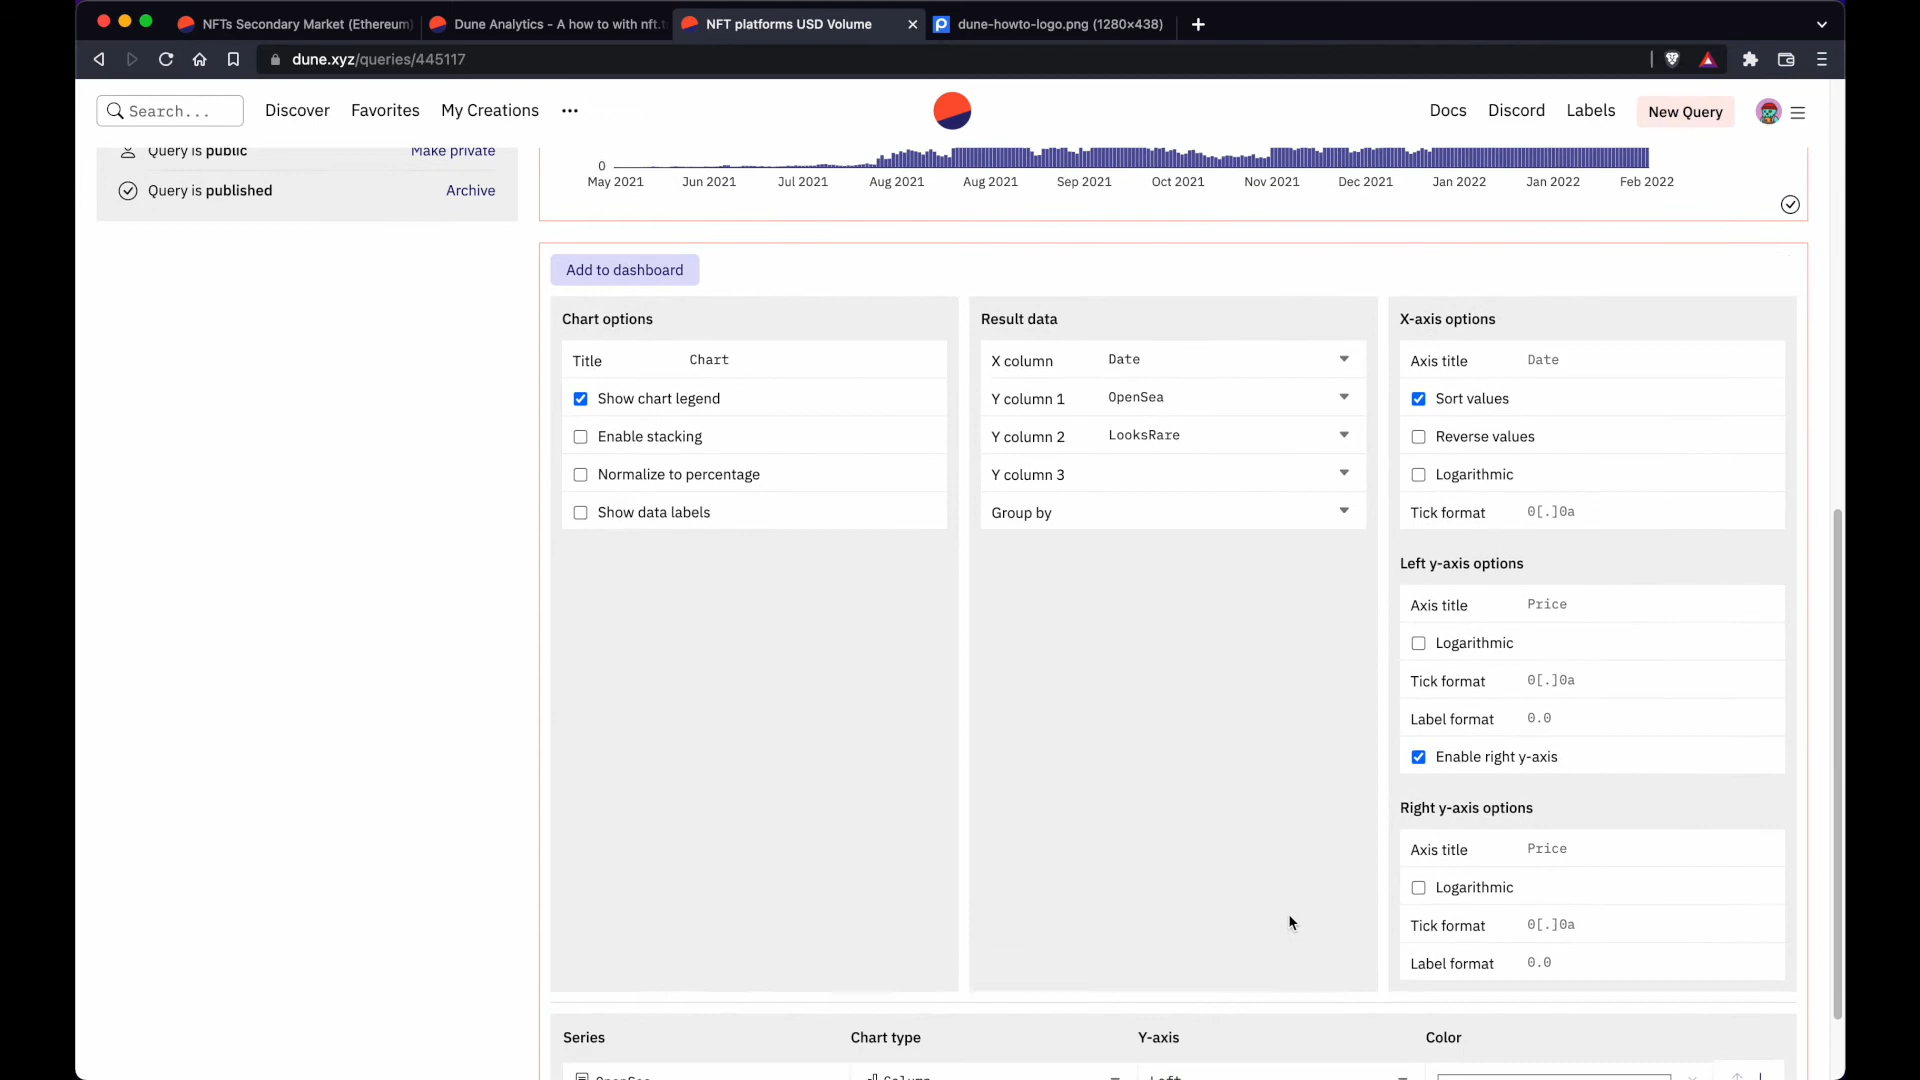 NFTs Secondary Market (Ethereum)
Dune Analytics - A how to with nft.
NFT platforms USD Volume
dune-howto-logo.png (1280×438)
dune.xyz/queries/445117
Search...
Discover
Favorites
My Creations
Docs
Discord
Labels
New Query
Query is public
Make private
Query is published
Archive
0
May 2021
Jun 2021
Jul 2021
Aug 2021
Aug 2021
Sep 2021
Oct 2021
Nov 2021
Dec 2021
Jan 2022
Jan 2022
Feb 2022
Add to dashboard
Chart options
Title
Chart
Show chart legend
Enable stacking
Normalize to percentage
Show data labels
Result data
X column
Date
Y column 1
OpenSea
Y column 2
LooksRare
Y column 3
Group by
X-axis options
Axis title
Date
Sort values
Reverse values
Logarithmic
Tick format
0[.]0a
Left y-axis options
Axis title
Price
Logarithmic
Tick format
0[.]0a
Label format
0.0
Enable right y-axis
Right y-axis options
Axis title
Price
Logarithmic
Tick format
0[.]0a
Label format
0.0
Series
Chart type
Y-axis
Color
OpenSea
Column
Left